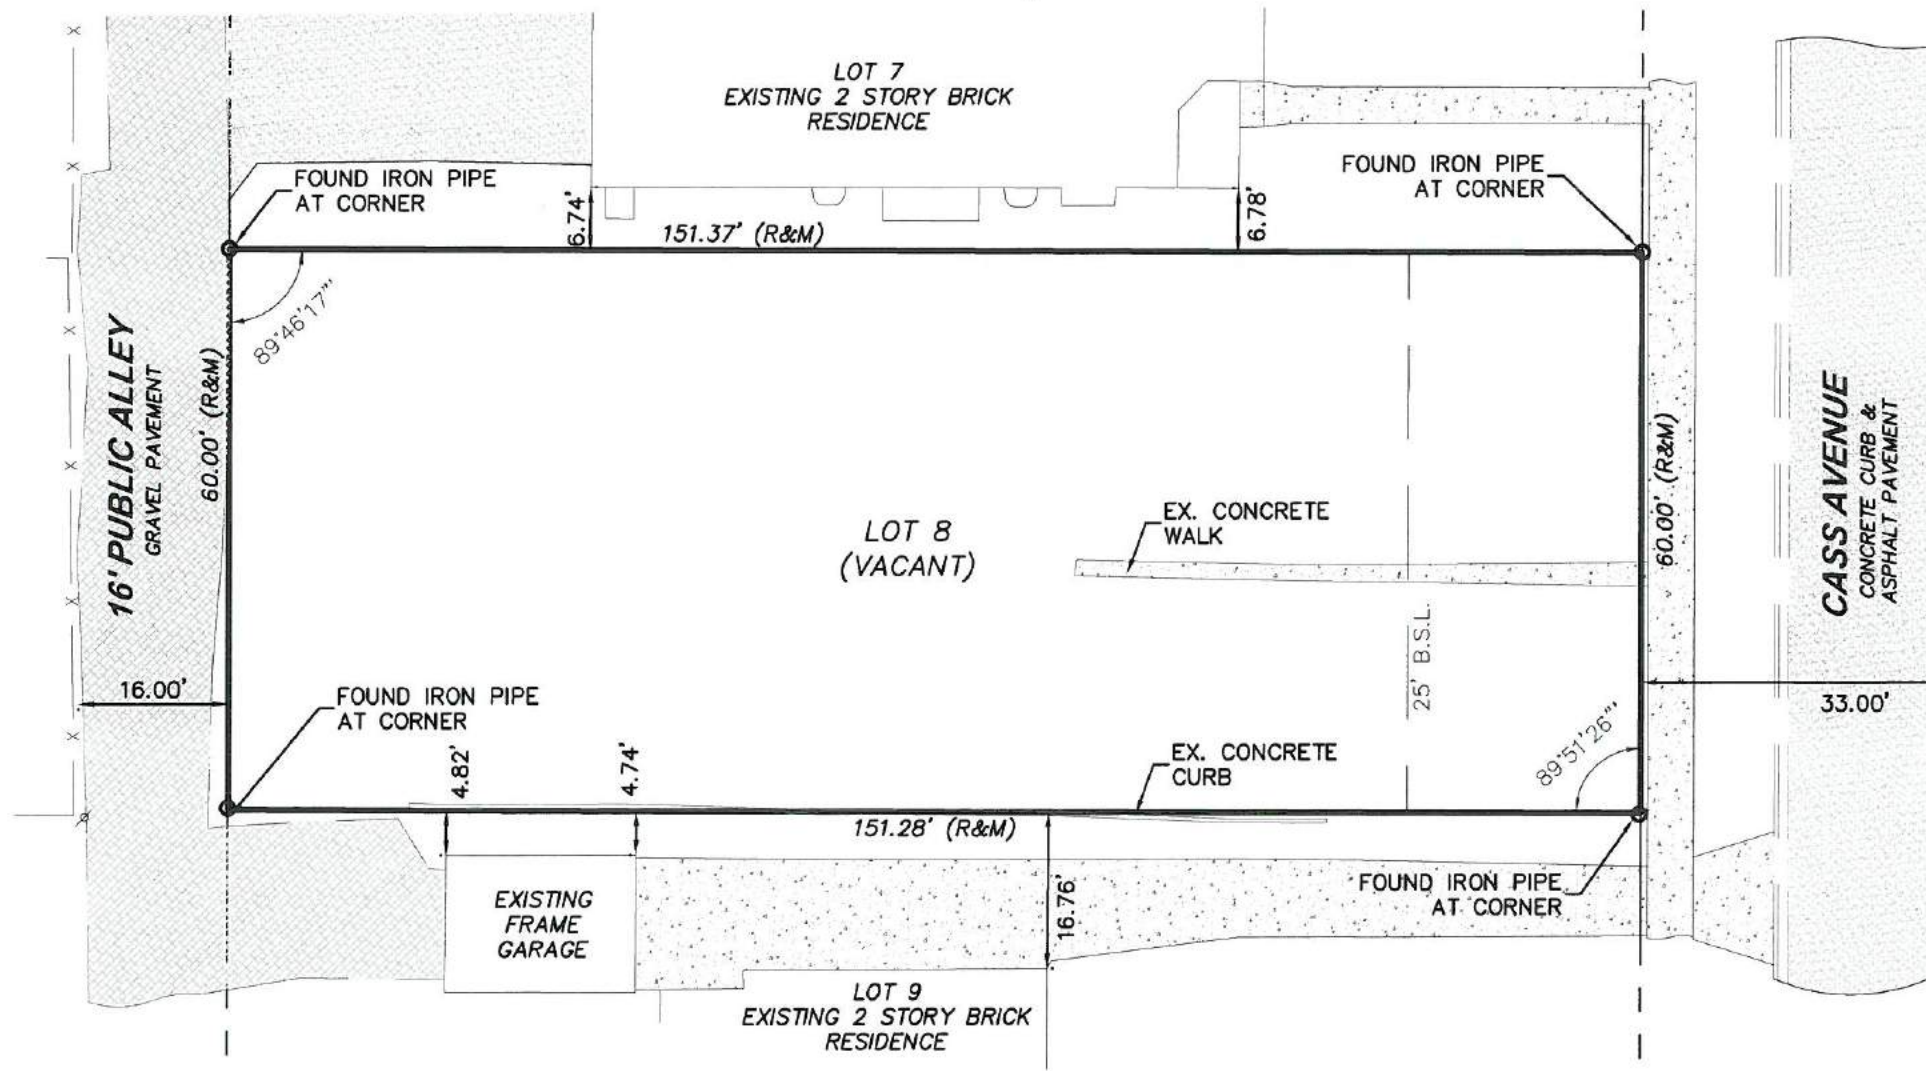 LOT 7
EXISTING 2 STORY BRICK
RESIDENCE
FOUND IRON PIPE
AT CORNER
6.74'
151.37' (R&M)
6.78'
FOUND IRON PIPE
AT CORNER
89°46'17"'
16' PUBLIC ALLEY
GRAVEL PAVEMENT
60.00' (R&M)
LOT 8
(VACANT)
EX. CONCRETE
WALK
60.00' (R&M)
CASS AVENUE
CONCRETE CURB &
ASPHALT PAVEMENT
25' B.S.L.
16.00'
FOUND IRON PIPE
AT CORNER
33.00'
4.82'
4.74'
EX. CONCRETE
CURB
89°51'26"'
151.28' (R&M)
EXISTING
FRAME
GARAGE
16.76'
FOUND IRON PIPE
AT CORNER
LOT 9
EXISTING 2 STORY BRICK
RESIDENCE